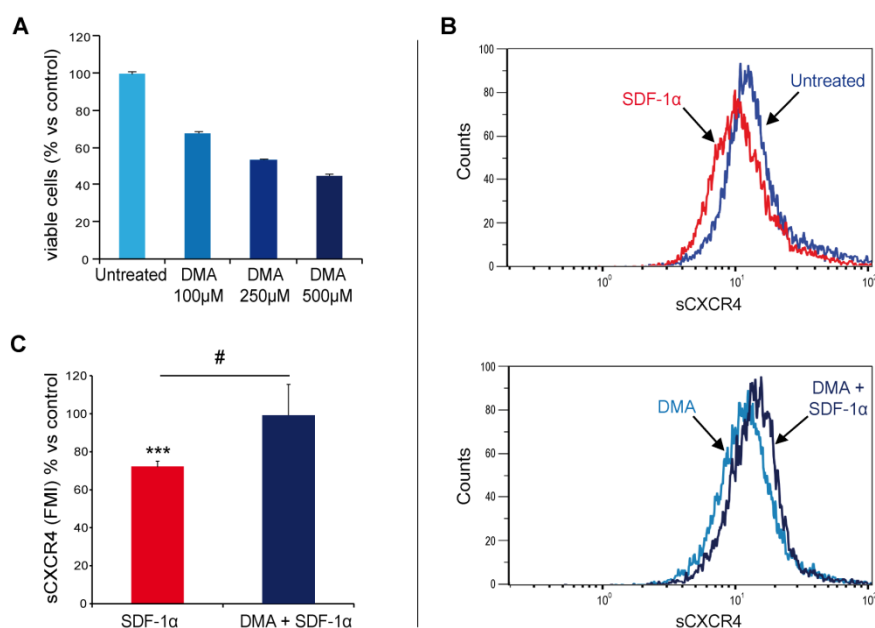 A
viable cells (% vs control)
120
100
80
60
40
20
0
Untreated
DMA
100µM
DMA
250µM
DMA
500µM
B
Counts
100
80
60
40
20
0
SDF-1α
Untreated
10⁰
10¹
10²
sCXCR4
Counts
100
80
60
40
20
0
DMA
DMA +
SDF-1α
10⁰
10¹
10²
sCXCR4
C
sCXCR4 (FMI) % vs control
120
100
80
60
40
20
0
#
***
SDF-1α
DMA + SDF-1α